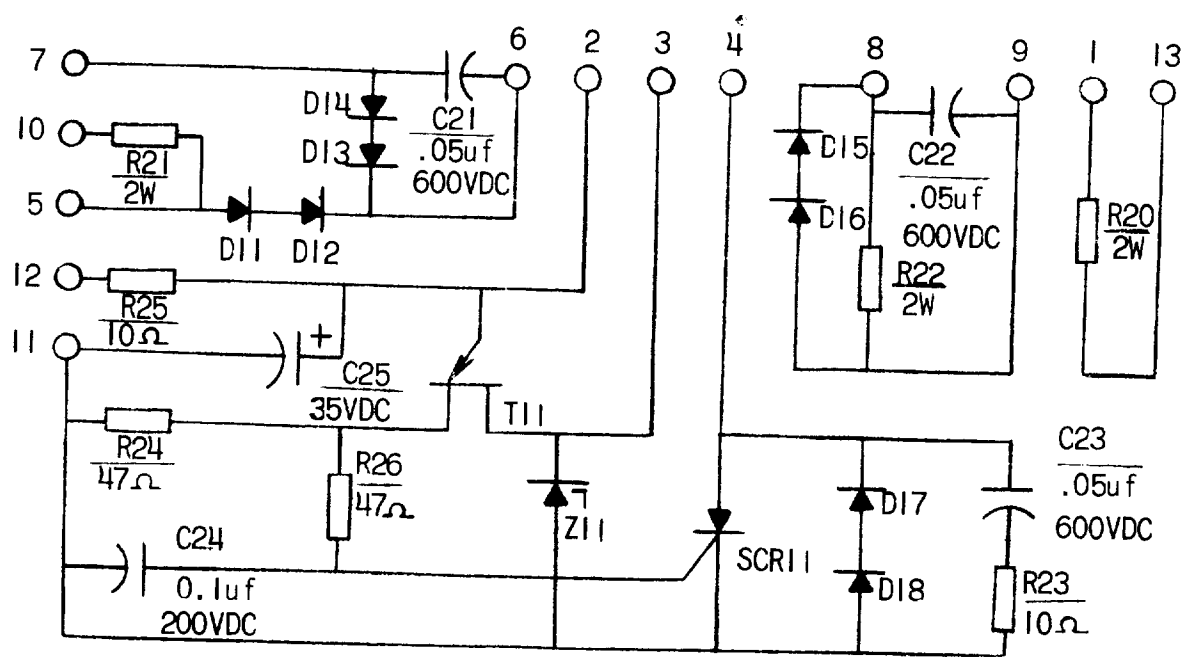 7
6
2
3
4
8
9
1
13
D14
C21
.05uf
600VDC
10
R21
2W
D13
5
D11
D12
D15
D16
C22
.05uf
600VDC
R22
2W
R20
2W
12
R25
10Ω
11
+
C25
35VDC
T11
R24
47Ω
R26
47Ω
Z11
C24
0.1uf
200VDC
SCR11
D17
D18
C23
.05uf
600VDC
R23
10Ω